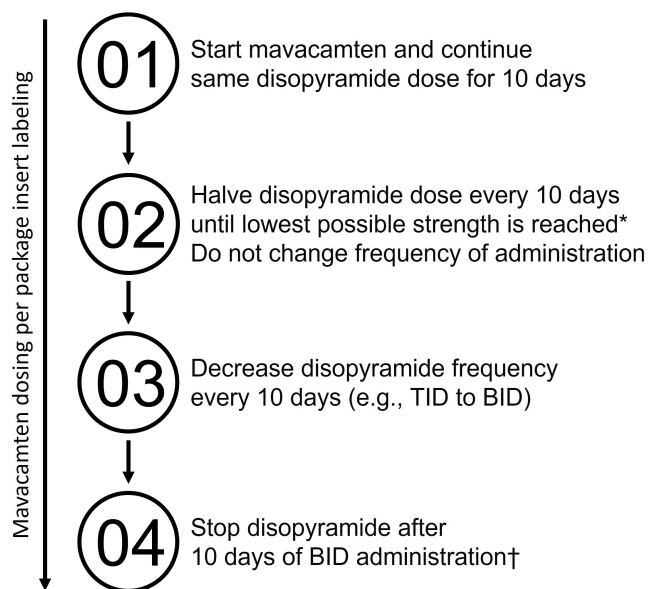 Mavacamten dosing per package insert labeling
01
Start mavacamten and continue
same disopyramide dose for 10 days
02
Halve disopyramide dose every 10 days
until lowest possible strength is reached*
Do not change frequency of administration
03
Decrease disopyramide frequency
every 10 days (e.g., TID to BID)
04
Stop disopyramide after
10 days of BID administration†